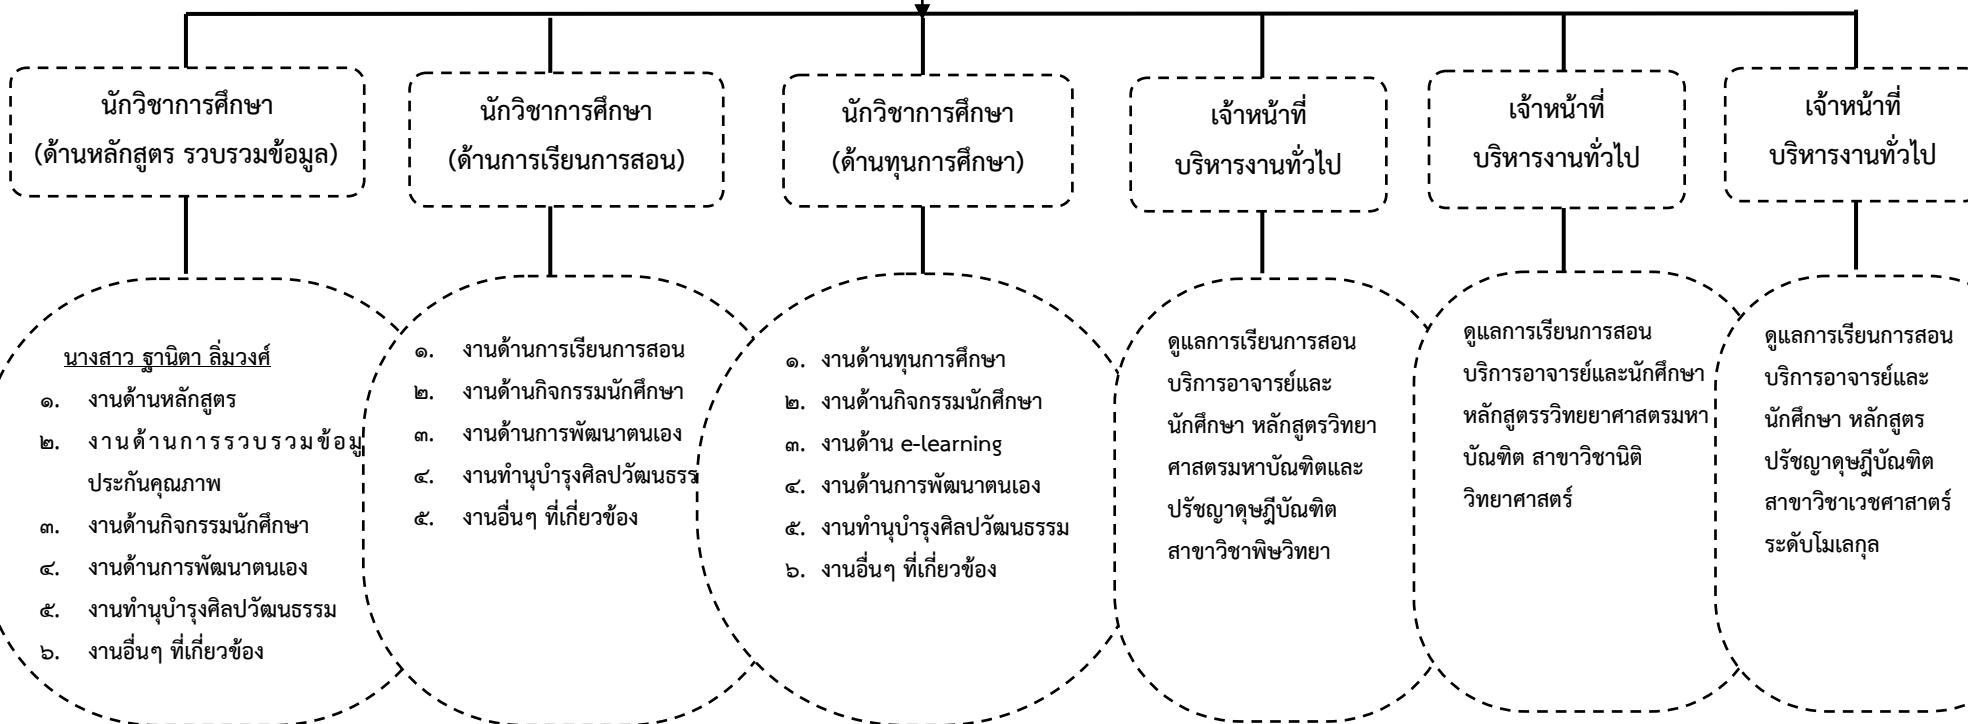 นักวิชาการศึกษา
(ด้านหลักสูตร รวบรวมข้อมูล)
นักวิชาการศึกษา
(ด้านการเรียนการสอน)
นักวิชาการศึกษา
(ด้านทุนการศึกษา)
เจ้าหน้าที่
บริหารงานทั่วไป
เจ้าหน้าที่
บริหารงานทั่วไป
เจ้าหน้าที่
บริหารงานทั่วไป
นางสาว ฐานิตา ลิ่มวงศ์
๑. งานด้านหลักสูตร
๒. งานด้านการรวบรวมข้อมู
ประกันคุณภาพ
๓. งานด้านกิจกรรมนักศึกษา
๔. งานด้านการพัฒนาตนเอง
๕. งานทำนุบำรุงศิลปวัฒนธรรม
๖. งานอื่นๆ ที่เกี่ยวข้อง
๑. งานด้านการเรียนการสอน
๒. งานด้านกิจกรรมนักศึกษา
๓. งานด้านการพัฒนาตนเอง
๔. งานทำนุบำรุงศิลปวัฒนธรร
๕. งานอื่นๆ ที่เกี่ยวข้อง
๑. งานด้านทุนการศึกษา
๒. งานด้านกิจกรรมนักศึกษา
๓. งานด้าน e-learning
๔. งานด้านการพัฒนาตนเอง
๕. งานทำนุบำรุงศิลปวัฒนธรรม
๖. งานอื่นๆ ที่เกี่ยวข้อง
ดูแลการเรียนการสอน
บริการอาจารย์และ
นักศึกษา หลักสูตรวิทยา
ศาสตรมหาบัณฑิตและ
ปรัชญาดุษฎีบัณฑิต
สาขาวิชาพิษวิทยา
ดูแลการเรียนการสอน
บริการอาจารย์และนักศึกษา
หลักสูตรรวิทยยาศาสตรมหา
บัณฑิต สาขาวิชานิติ
วิทยาศาสตร์
ดูแลการเรียนการสอน
บริการอาจารย์และ
นักศึกษา หลักสูตร
ปรัชญาดุษฎีบัณฑิต
สาขาวิชาเวชศาสาตร์
ระดับโมเลกุล